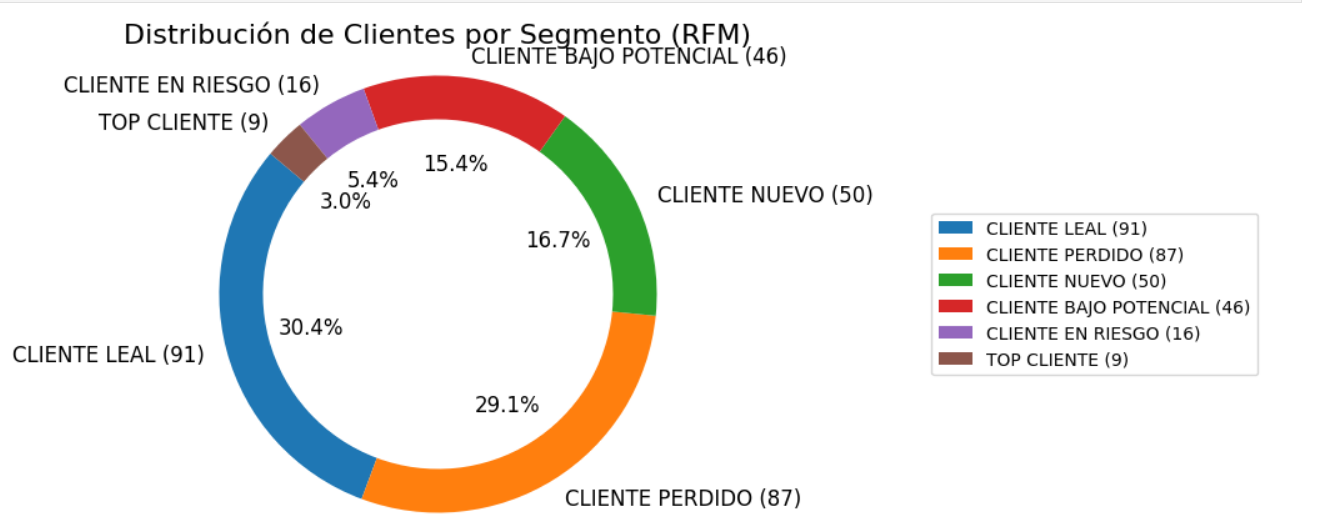 Distribución de Clientes por Segmento (RFM)
CLIENTE BAJO POTENCIAL (46)
CLIENTE EN RIESGO (16)
TOP CLIENTE (9)
15.4%
5.4%
3.0%
CLIENTE NUEVO (50)
16.7%
30.4%
CLIENTE LEAL (91)
29.1%
CLIENTE PERDIDO (87)
CLIENTE LEAL (91)
CLIENTE PERDIDO (87)
CLIENTE NUEVO (50)
CLIENTE BAJO POTENCIAL (46)
CLIENTE EN RIESGO (16)
TOP CLIENTE (9)